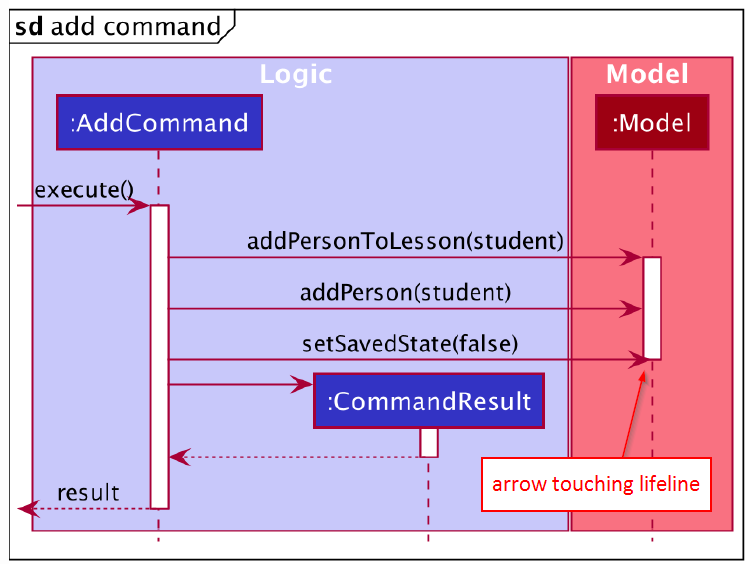 sd add command
Logic
Model
:AddCommand
:Model
execute()
addPersonToLesson(student)
addPerson(student)
setSavedState(false)
:CommandResult
arrow touching lifeline
result